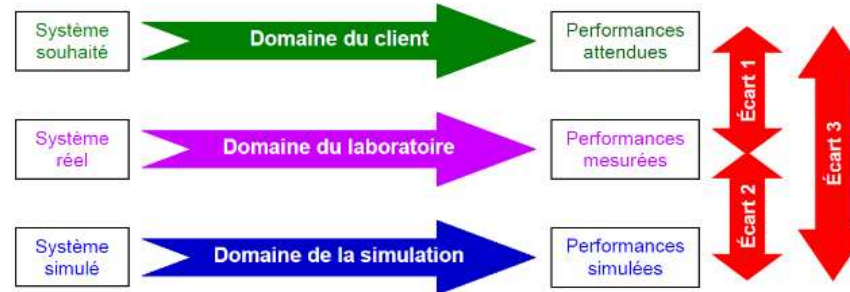 Système
souhaité
Domaine du client
Performances
attendues
Écart 1
Écart 3
Système
réel
Domaine du laboratoire
Performances
mesurées
Écart 2
Système
simulé
Domaine de la simulation
Performances
simulées